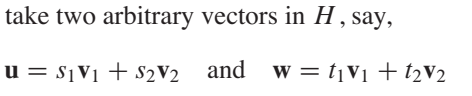 take two arbitrary vectors in H, say,
u = s₁v₁ + s₂v₂ and w = t₁v₁ + t₂v₂